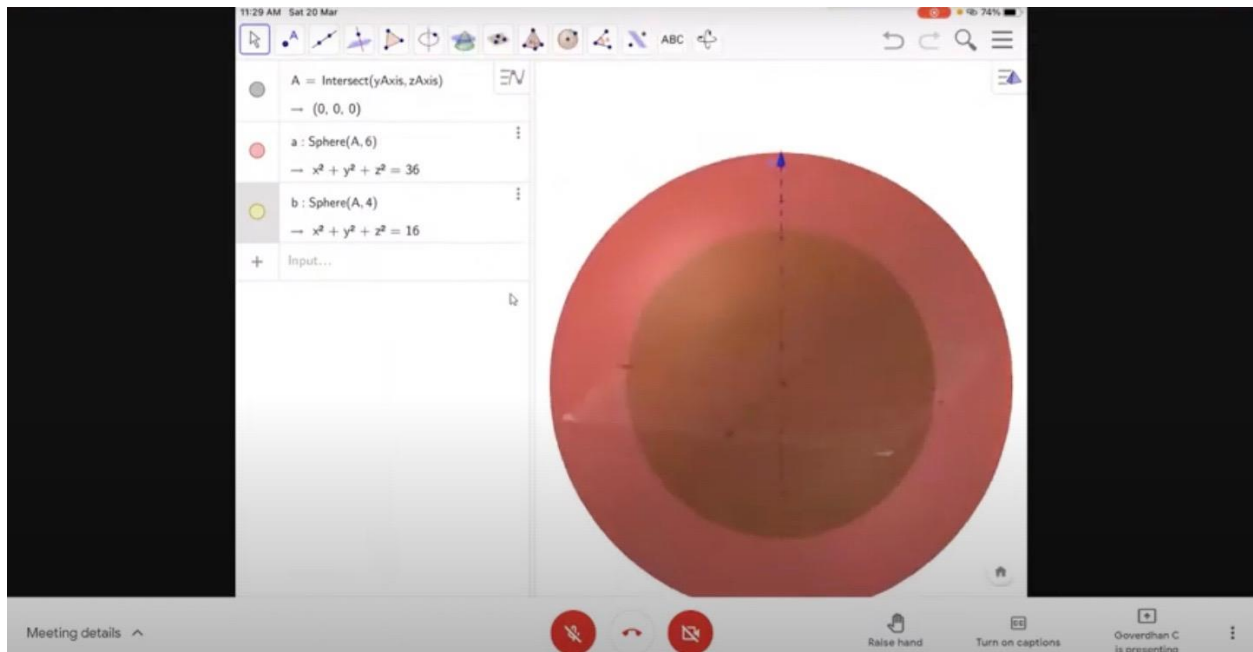 11:29 AM Sat 20 Mar
74%
ABC
A = Intersect(yAxis, zAxis)
→ (0, 0, 0)
a : Sphere(A, 6)
→ x² + y² + z² = 36
b : Sphere(A, 4)
→ x² + y² + z² = 16
+ Input...
Meeting details
Raise hand
CC
Turn on captions
Goverdhan C
is presenting